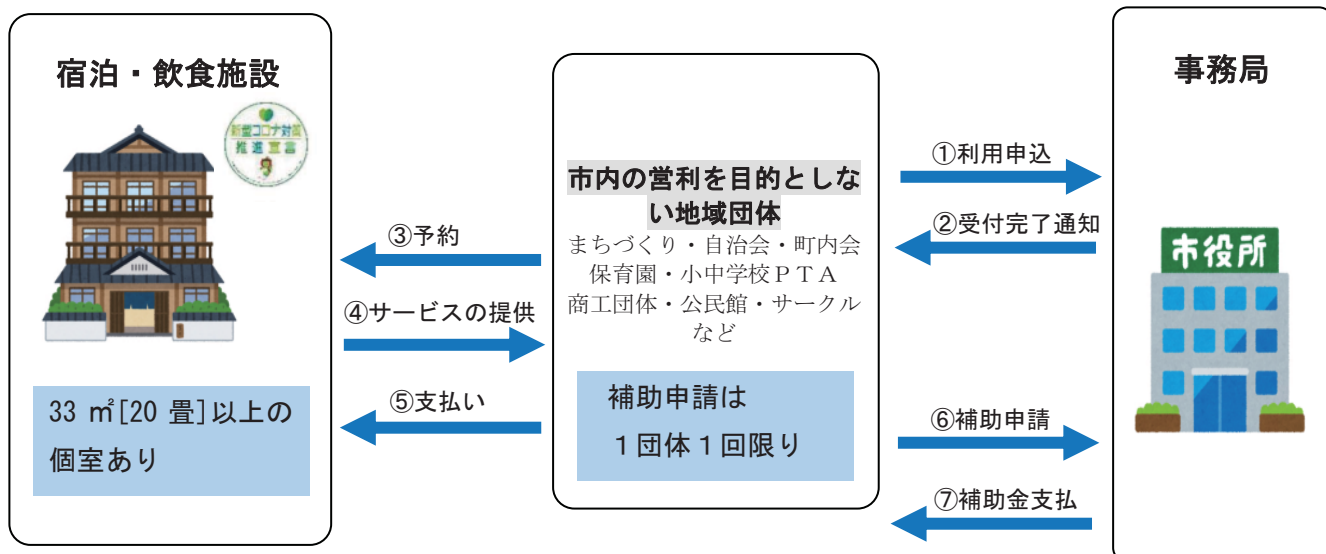 宿泊・飲食施設
新型コロナ対策
推進宣言
33 ㎡[20 畳]以上の
個室あり
③予約
④サービスの提供
⑤支払い
市内の営利を目的としな
い地域団体
まちづくり・自治会・町内会
保育園・小中学校ＰＴＡ
商工団体・公民館・サークル
など
補助申請は
１団体１回限り
①利用申込
②受付完了通知
⑥補助申請
⑦補助金支払
事務局
市役所